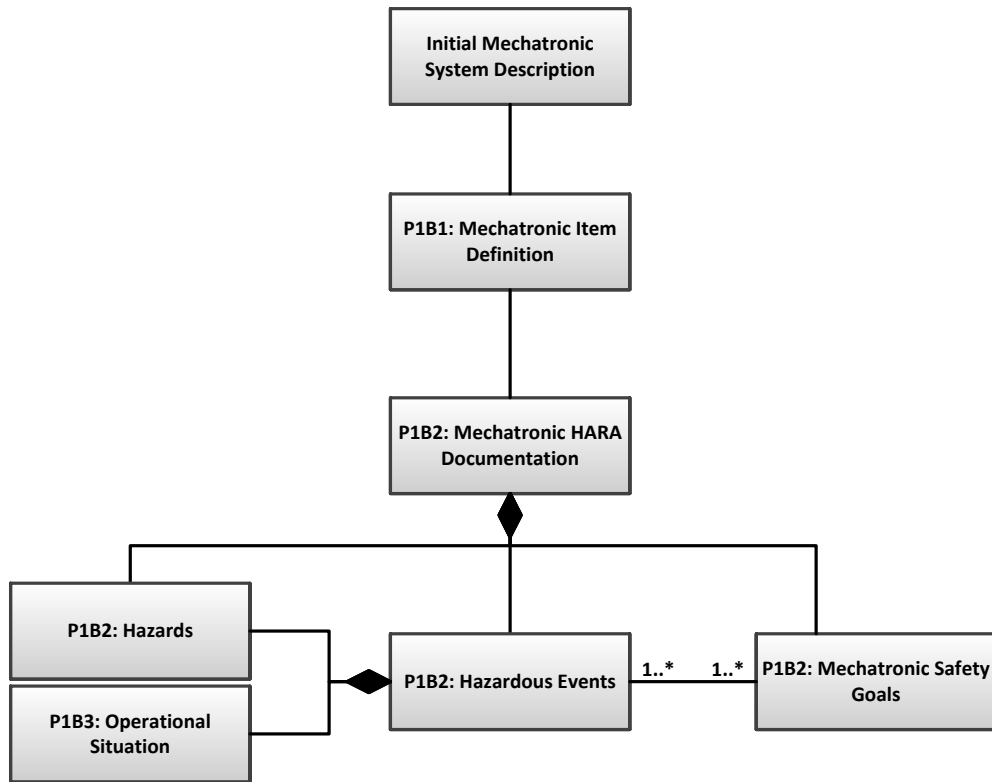 Initial Mechatronic
System Description
P1B1: Mechatronic Item
Definition
P1B2: Mechatronic HARA
Documentation
P1B2: Hazards
P1B3: Operational
Situation
P1B2: Hazardous Events
1..*
1..*
P1B2: Mechatronic Safety
Goals